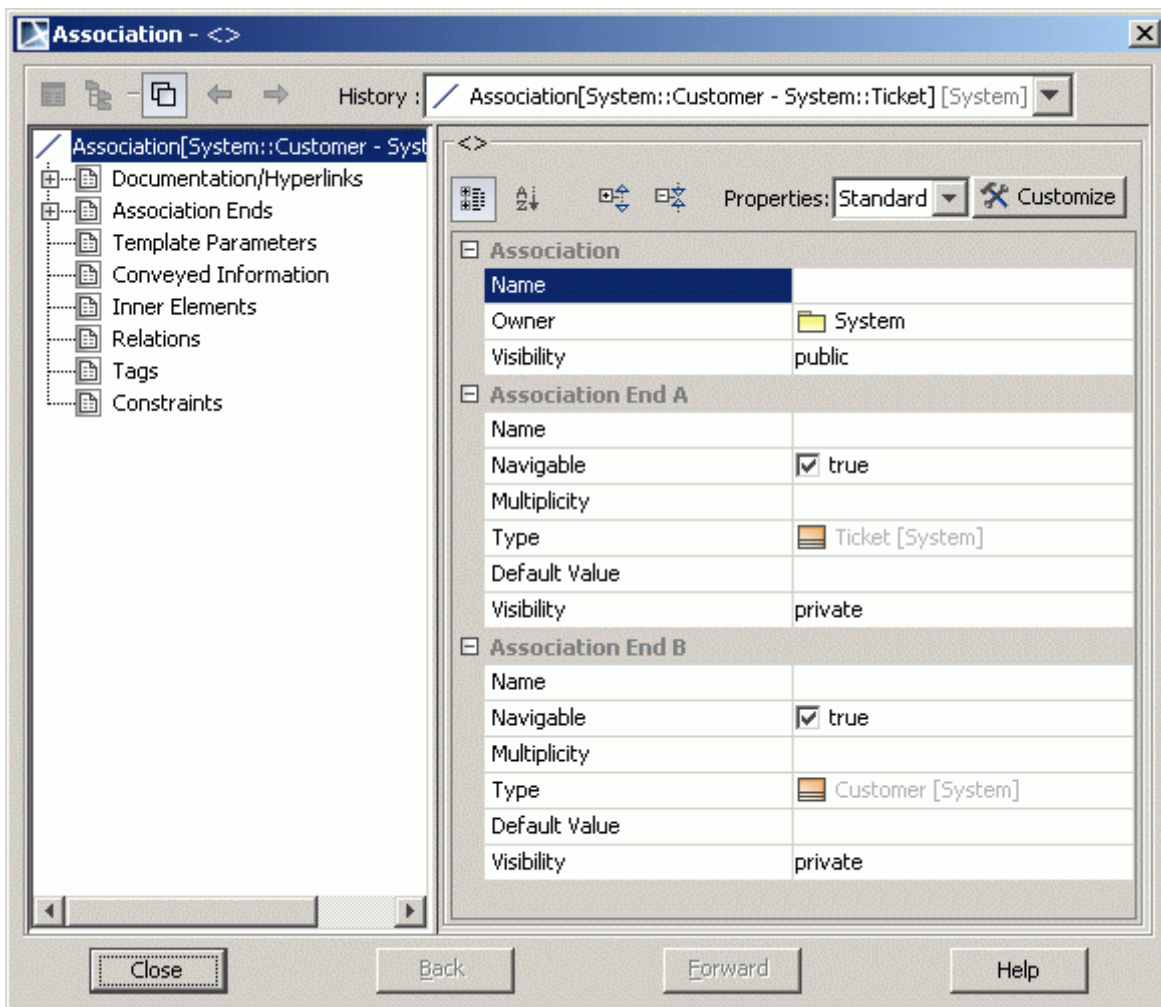 Association - <>
History : Association[System::Customer - System::Ticket] [System]
Association[System::Customer - Syst
Documentation/Hyperlinks
Association Ends
Template Parameters
Conveyed Information
Inner Elements
Relations
Tags
Constraints
<>
Properties: Standard Customize
Association
Name
Owner System
Visibility public
Association End A
Name
Navigable true
Multiplicity
Type Ticket [System]
Default Value
Visibility private
Association End B
Name
Navigable true
Multiplicity
Type Customer [System]
Default Value
Visibility private
Close Back Forward Help